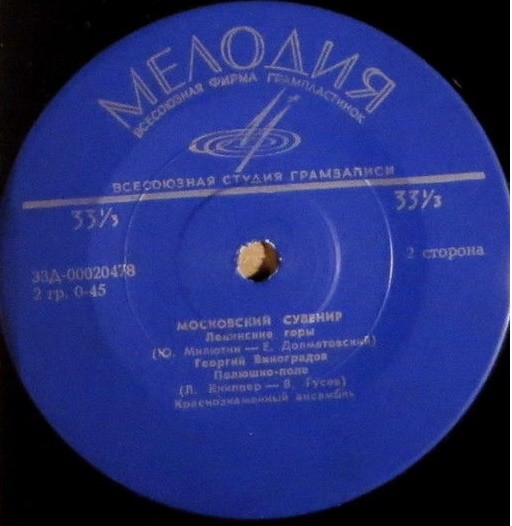 МЕЛОДИЯ
ВСЕСОЮЗНАЯ ФИРМА ГРАМПЛАСТИНОК
ВСЕСОЮЗНАЯ СТУДИЯ ГРАМЗАПИСИ
33⅓
33⅓
33Д-00020478
2 гр. 0-45
2 сторона
МОСКОВСКИЙ СУВЕНИР
Ленинские горы
(Ю. Милютин — Е. Долматовский)
Георгий Виноградов
Полюшко-поле
(Л. Книппер — В. Гусев)
Краснознаменный ансамбль